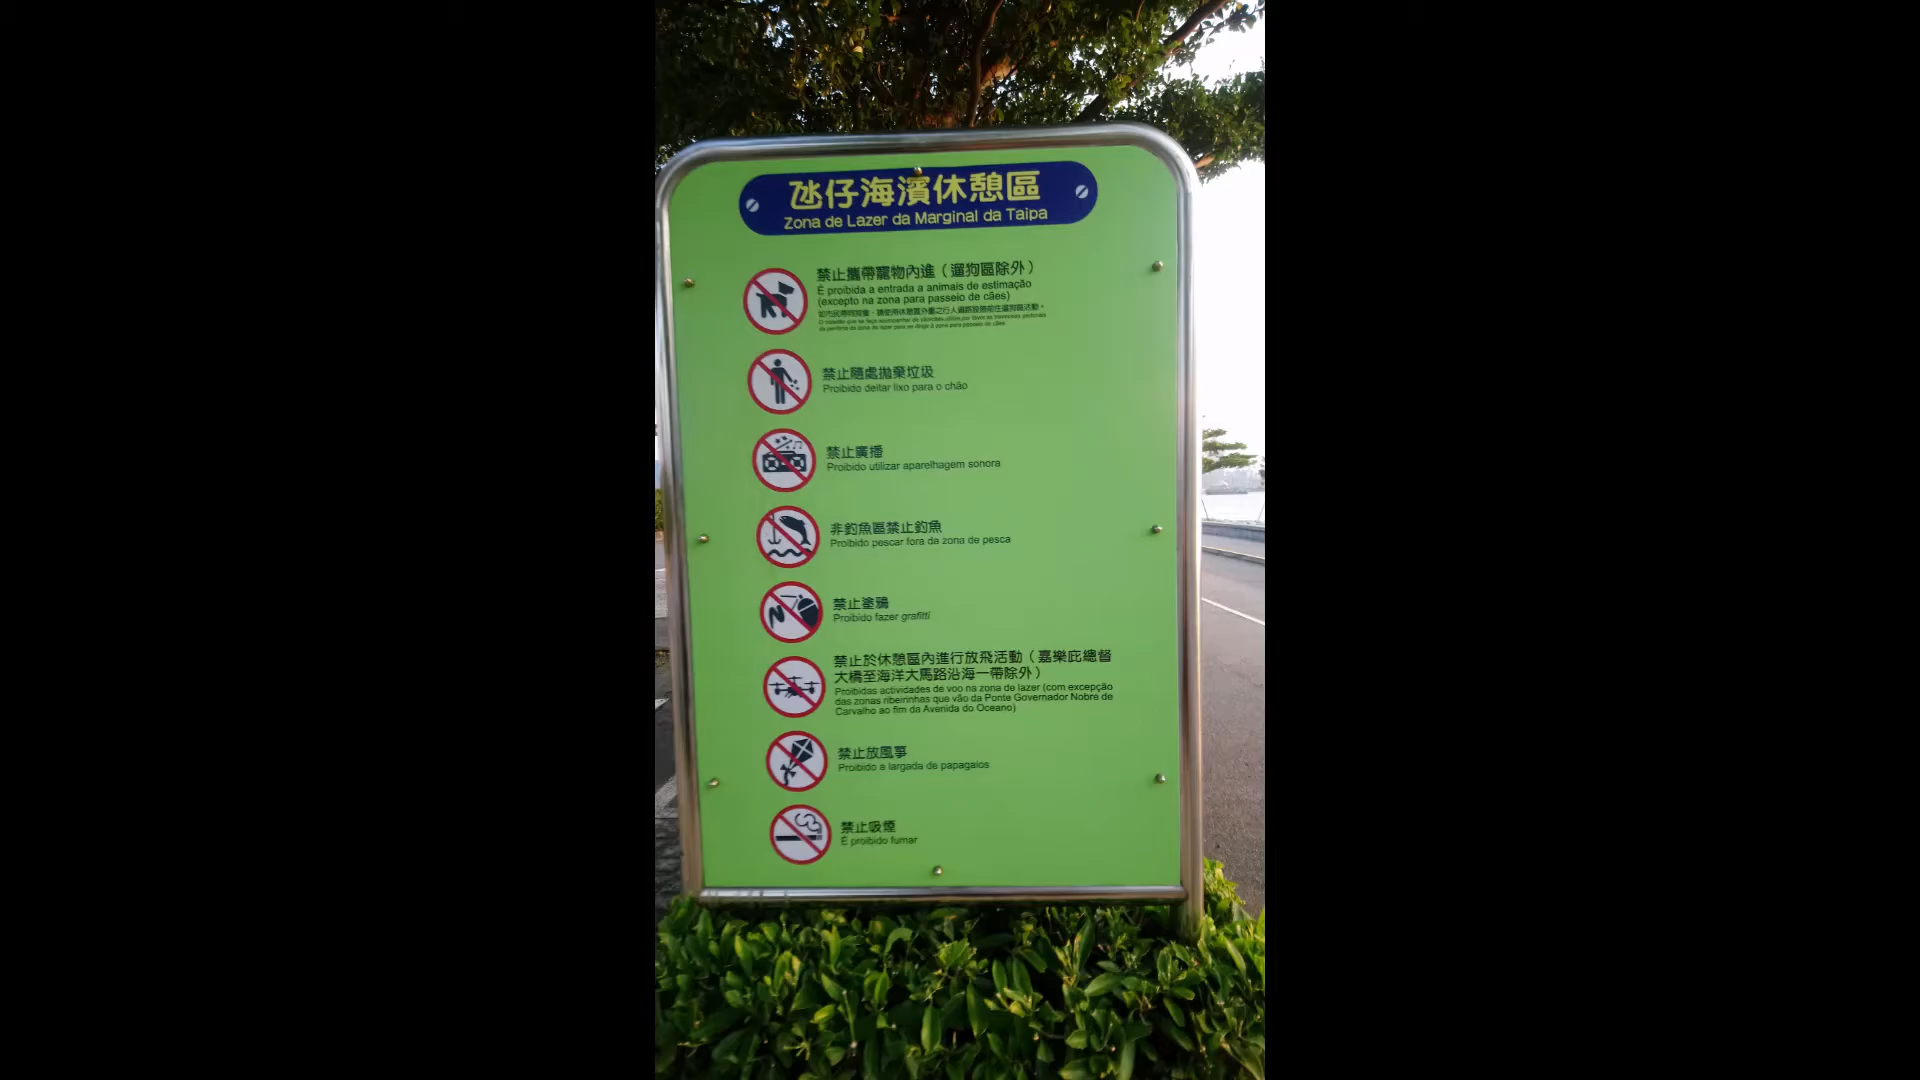 氹仔海濱休憩區
Zona de Lazer da Marginal da Taipa
禁止攜帶寵物內進（遛狗區除外）
É proibida a entrada a animais de estimação
(excepto na zona para passeio de cães)
禁止隨處拋棄垃圾
Proibido deitar lixo para o chão
禁止廣播
Proibido utilizar aparelhagem sonora
非釣魚區禁止釣魚
Proibido pescar fora da zona de pesca
禁止塗鴉
Proibido fazer grafitti
禁止於休憩區內進行放飛活動（嘉樂庇總督
大橋至海洋大馬路沿海一帶除外）
Proibidas actividades de voo na zona de lazer (com excepção
das zonas ribeirinhas que vão da Ponte Governador Nobre de
Carvalho ao fim da Avenida do Oceano)
禁止放風箏
Proibido a largada de papagaios
禁止吸煙
É proibido fumar